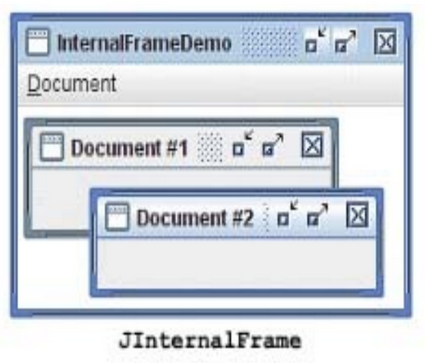 InternalFrameDemo
Document
Document #1
Document #2
JInternalFrame